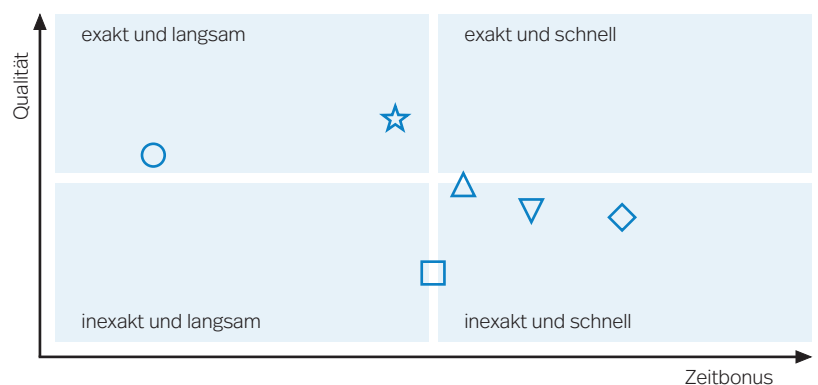 exakt und langsam
exakt und schnell
Qualität
inexakt und langsam
inexakt und schnell
Zeitbonus